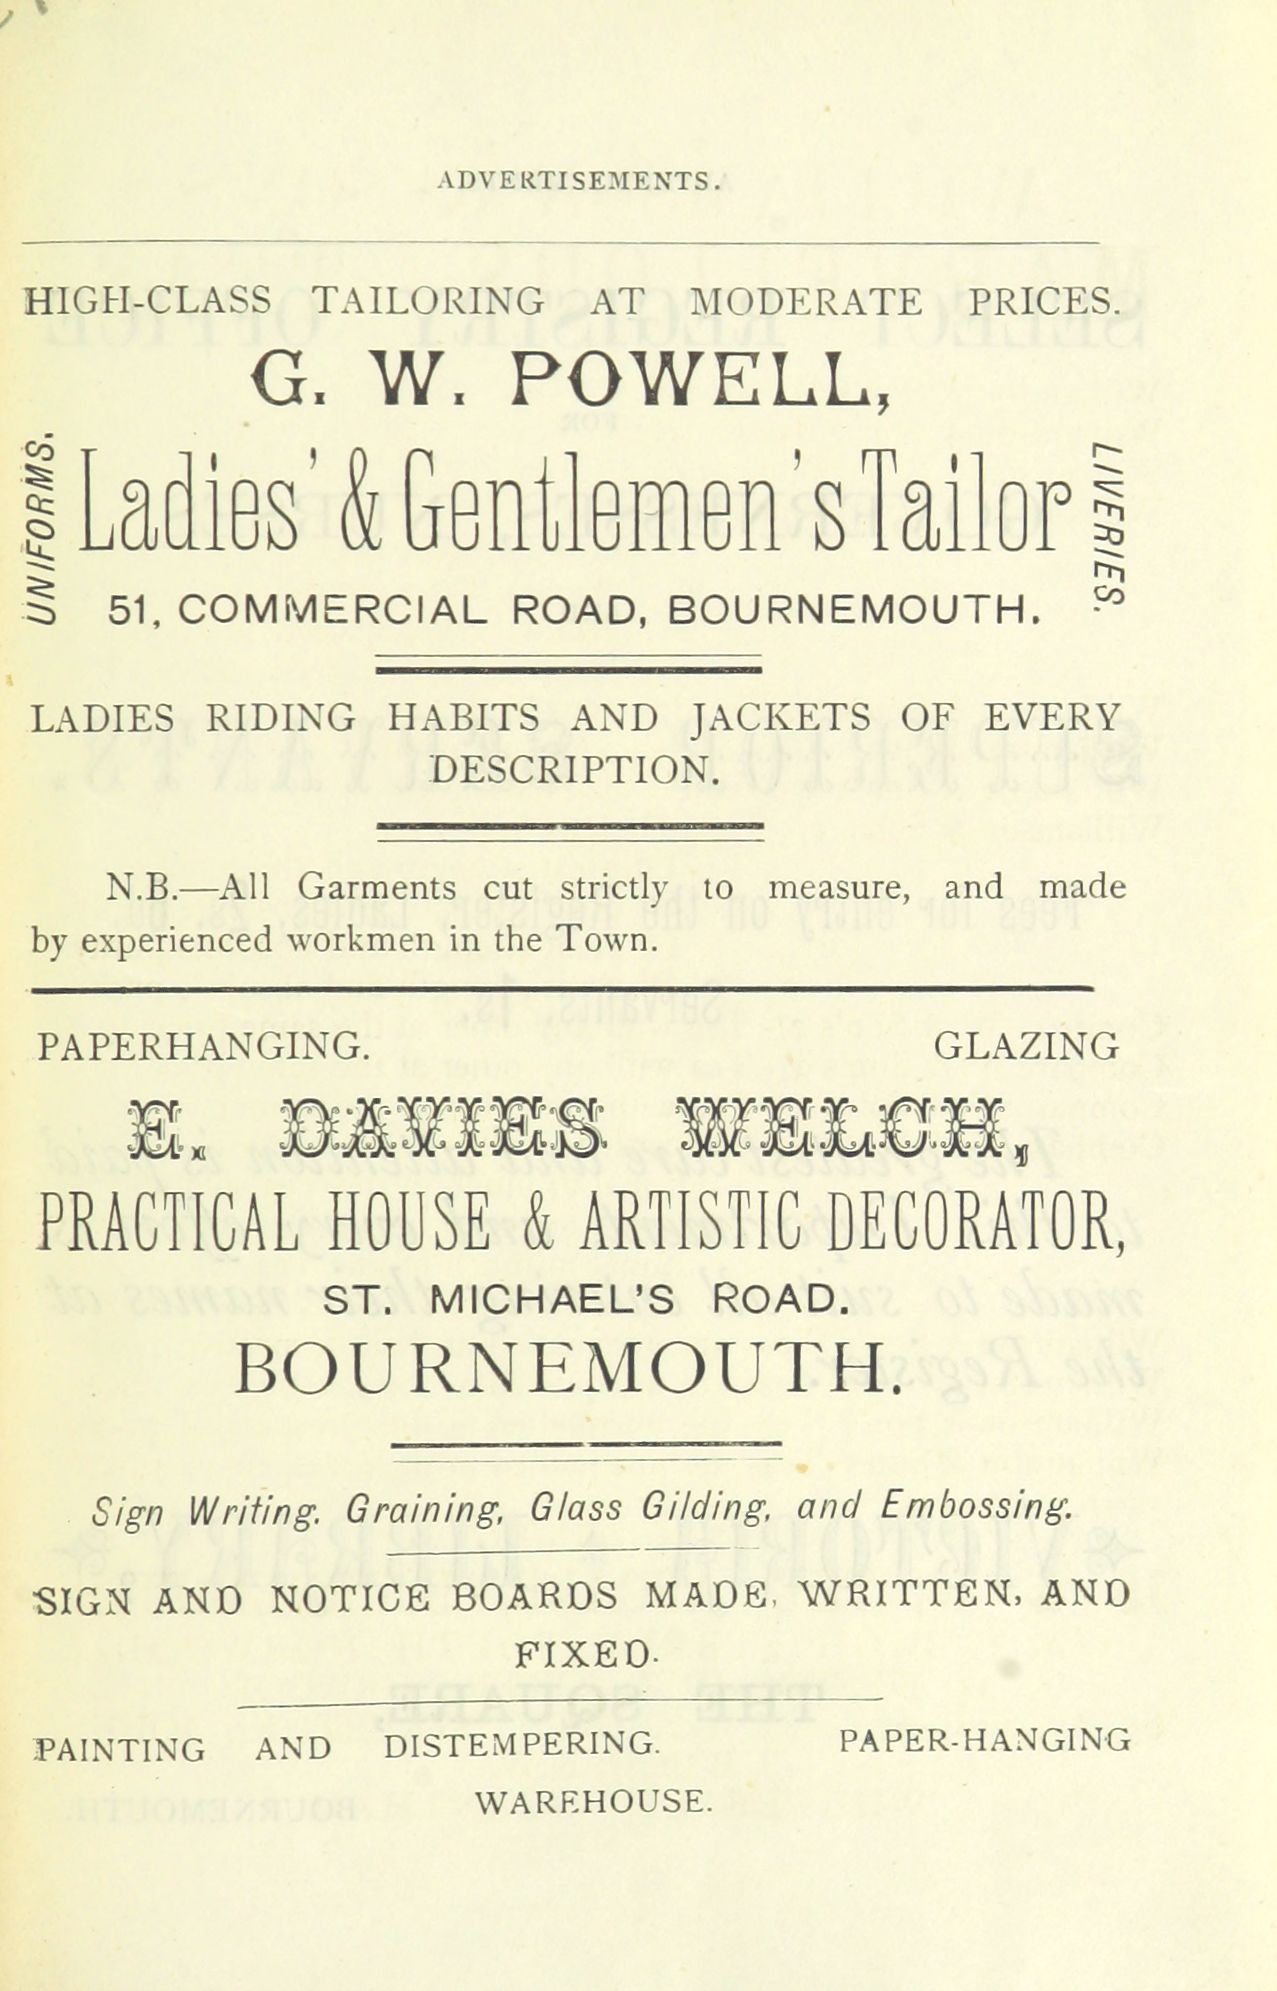 ADVERTISEMENTS.
HIGH-CLASS TAILORING AT MODERATE PRICES.
G. W. POWELL,
UNIFORMS.
Ladies' & Gentlemen's Tailor
LIVERIES.
51, COMMERCIAL ROAD, BOURNEMOUTH.
LADIES RIDING HABITS AND JACKETS OF EVERY
DESCRIPTION.
N.B.—All Garments cut strictly to measure, and made
by experienced workmen in the Town.
PAPERHANGING. GLAZING
E. DAVIES WELCH,
PRACTICAL HOUSE & ARTISTIC DECORATOR,
ST. MICHAEL'S ROAD.
BOURNEMOUTH.
Sign Writing, Graining, Glass Gilding, and Embossing.
SIGN AND NOTICE BOARDS MADE, WRITTEN, AND
FIXED.
PAINTING AND DISTEMPERING. PAPER-HANGING
WAREHOUSE.